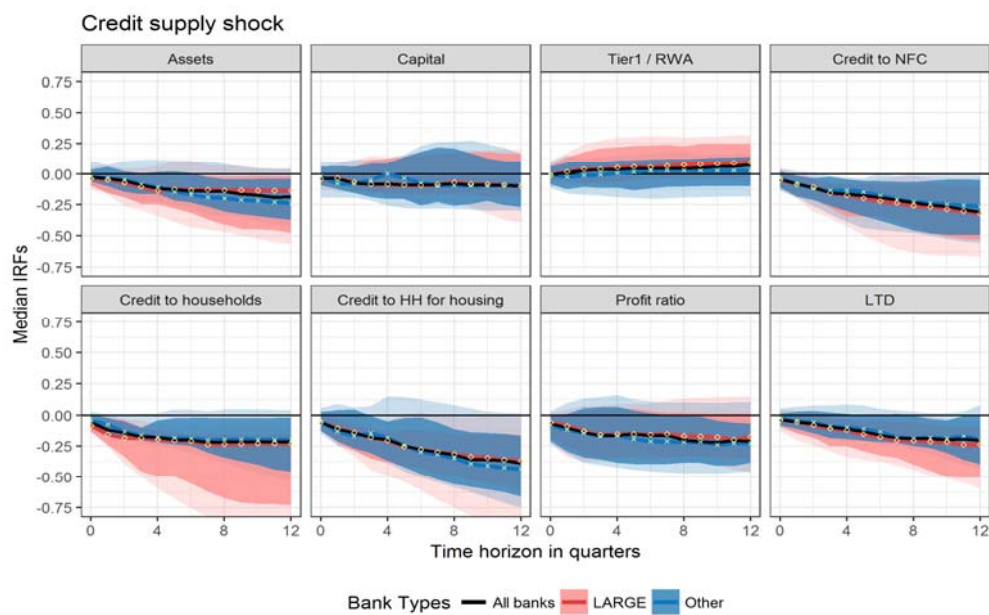 Credit supply shock
Assets
Capital
Tier1 / RWA
Credit to NFC
0.75
0.50
0.25
0.00
-0.25
-0.50
-0.75
Credit to households
Credit to HH for housing
Profit ratio
LTD
0.75
0.50
0.25
0.00
-0.25
-0.50
-0.75
Median IRFs
0 4 8 12 0 4 8 12 0 4 8 12 0 4 8 12
Time horizon in quarters
Bank Types All banks LARGE Other